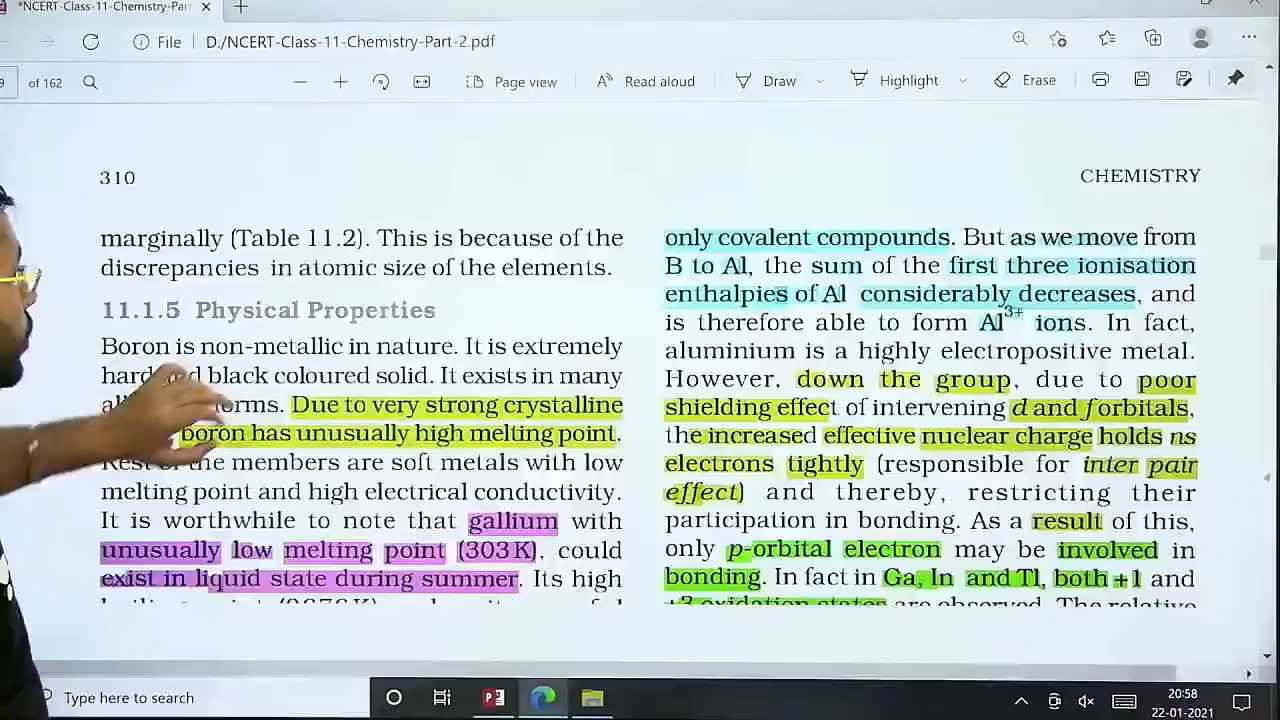 *NCERT-Class-11-Chemistry-Par
File D:/NCERT-Class-11-Chemistry-Part-2.pdf
9 of 162 Page view Read aloud Draw Highlight Erase
310
CHEMISTRY
marginally (Table 11.2). This is because of the
discrepancies in atomic size of the elements.
11.1.5 Physical Properties
Boron is non-metallic in nature. It is extremely
black coloured solid. It exists in many
Due to very strong crystalline
boron has unusually high melting point.
the members are soft metals with low
melting point and high electrical conductivity.
It is worthwhile to note that gallium with
unusually low melting point (303 K), could
exist in liquid state during summer. Its high
only covalent compounds. But as we move from
B to Al, the sum of the first three ionisation
enthalpies of Al considerably decreases, and
is therefore able to form Al3+ ions. In fact,
aluminium is a highly electropositive metal.
However, down the group, due to poor
shielding effect of intervening d and f orbitals,
the increased effective nuclear charge holds ns
electrons tightly (responsible for inter pair
effect) and thereby, restricting their
participation in bonding. As a result of this,
only p-orbital electron may be involved in
bonding. In fact in Ga, In and Tl, both +1 and
+3 oxidation states are observed. The relative
Type here to search
20:58
22-01-2021